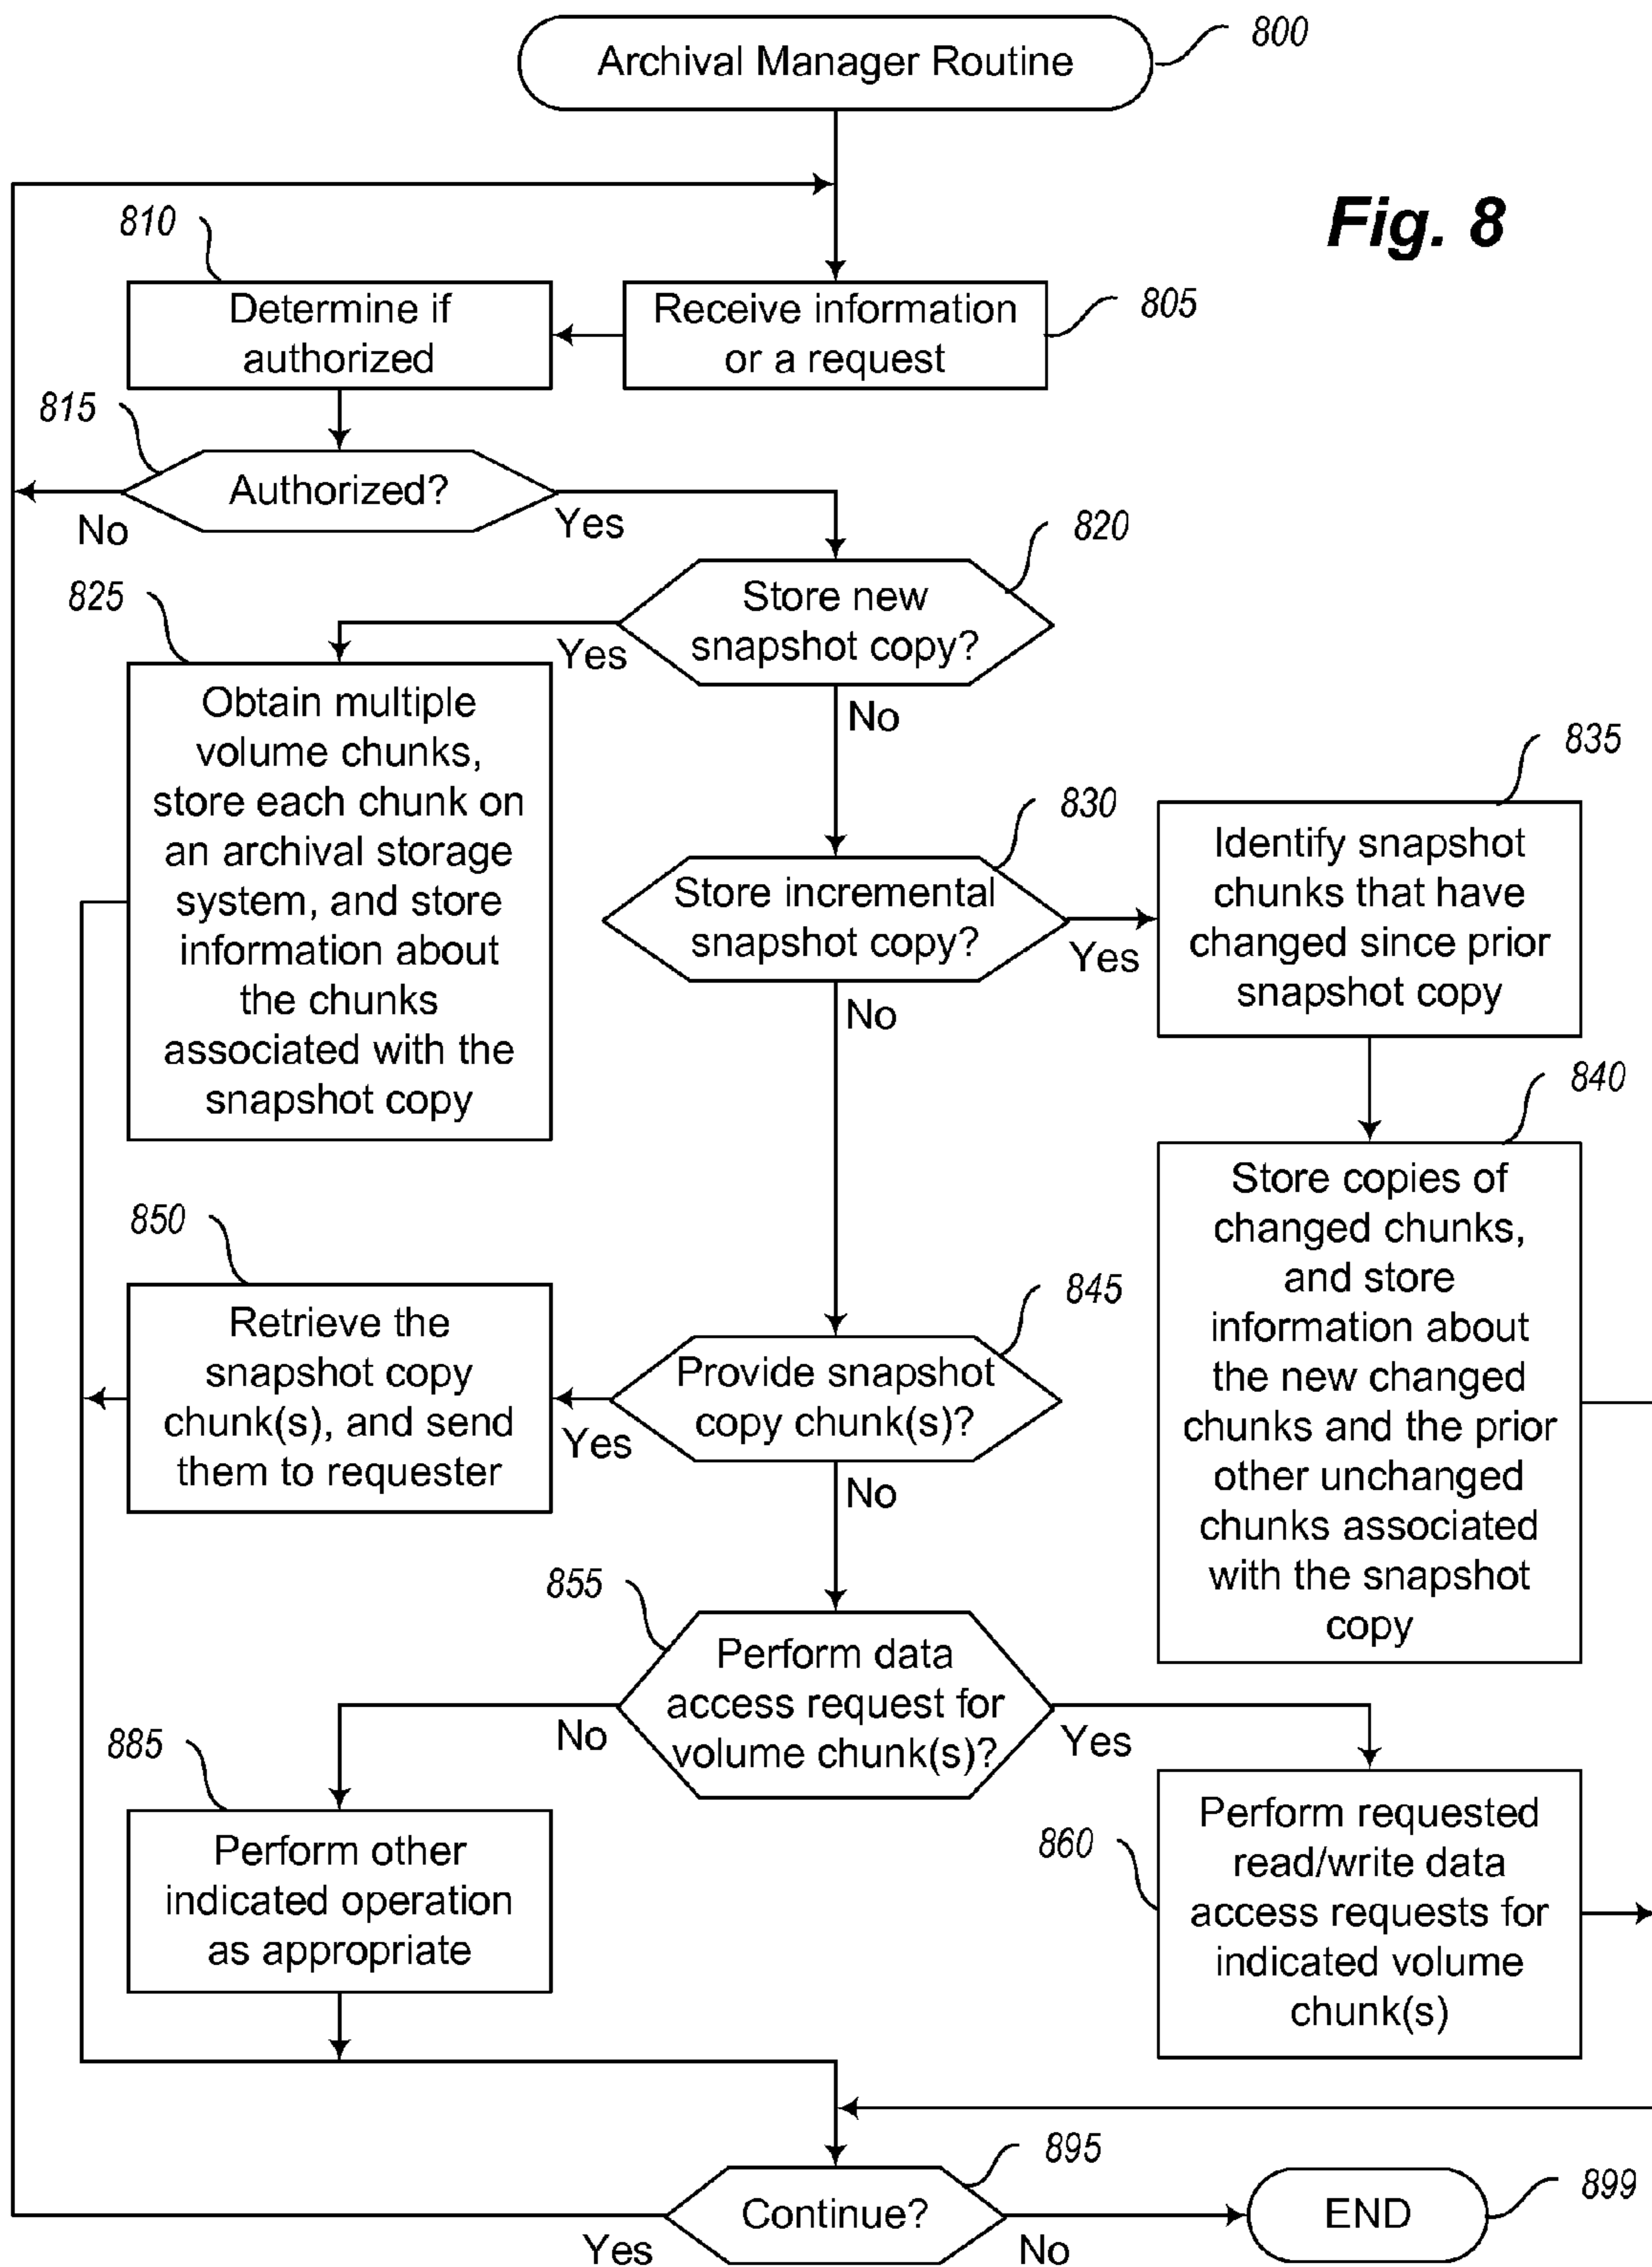 Archival Manager Routine
800
Fig. 8
810
Determine if
authorized
Receive information
or a request
805
815
Authorized?
No
Yes
820
Store new
snapshot copy?
Yes
No
825
Obtain multiple
volume chunks,
store each chunk on
an archival storage
system, and store
information about
the chunks
associated with the
snapshot copy
830
Store incremental
snapshot copy?
Yes
No
835
Identify snapshot
chunks that have
changed since prior
snapshot copy
840
Store copies of
changed chunks,
and store
information about
the new changed
chunks and the prior
other unchanged
chunks associated
with the snapshot
copy
845
Provide snapshot
copy chunk(s)?
Yes
No
850
Retrieve the
snapshot copy
chunk(s), and send
them to requester
855
Perform data
access request for
volume chunk(s)?
No
Yes
885
Perform other
indicated operation
as appropriate
860
Perform requested
read/write data
access requests for
indicated volume
chunk(s)
895
Continue?
Yes
No
END
899